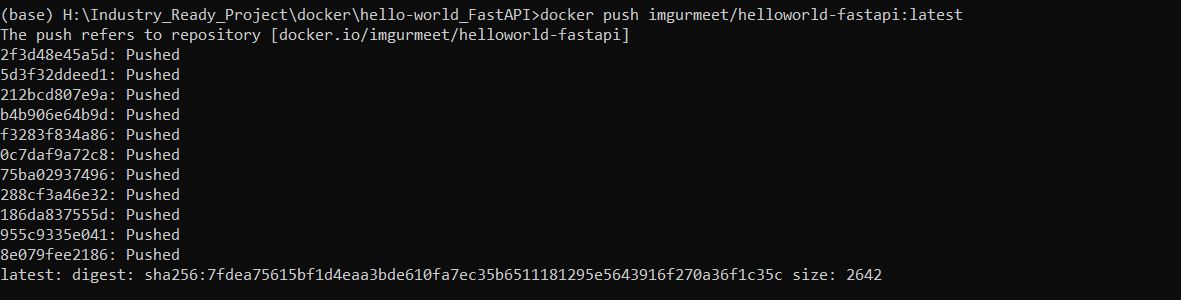 (base) H:\Industry_Ready_Project\docker\hello-world_FastAPI>docker push imgurmeet/helloworld-fastapi:latest
The push refers to repository [docker.io/imgurmeet/helloworld-fastapi]
2f3d48e45a5d: Pushed
5d3f32ddeed1: Pushed
212bcd807e9a: Pushed
b4b906e64b9d: Pushed
f3283f834a86: Pushed
0c7daf9a72c8: Pushed
75ba02937496: Pushed
288cf3a46e32: Pushed
186da837555d: Pushed
955c9335e041: Pushed
8e079fee2186: Pushed
latest: digest: sha256:7fdea75615bf1d4eaa3bde610fa7ec35b6511181295e5643916f270a36f1c35c size: 2642